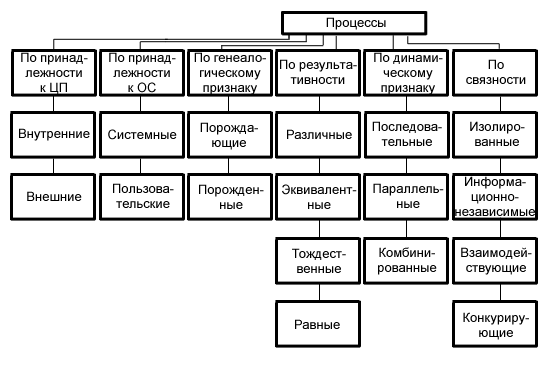 Процессы
По принад-
лежности
к ЦП
По принад-
лежности
к ОС
По генеало-
гическому
признаку
По результа-
тивности
По динами-
ческому
признаку
По
связности
Внутренние
Системные
Порождa-
ющие
Различные
Последова-
тельные
Изолиро-
ванные
Внешние
Пользова-
тельские
Порожден-
ные
Эквивалент-
ные
Параллель-
ные
Информа-
ционно-
независимые
Тождест-
венные
Комбини-
рованные
Взаимодей-
ствующие
Равные
Конкуриру-
ющие